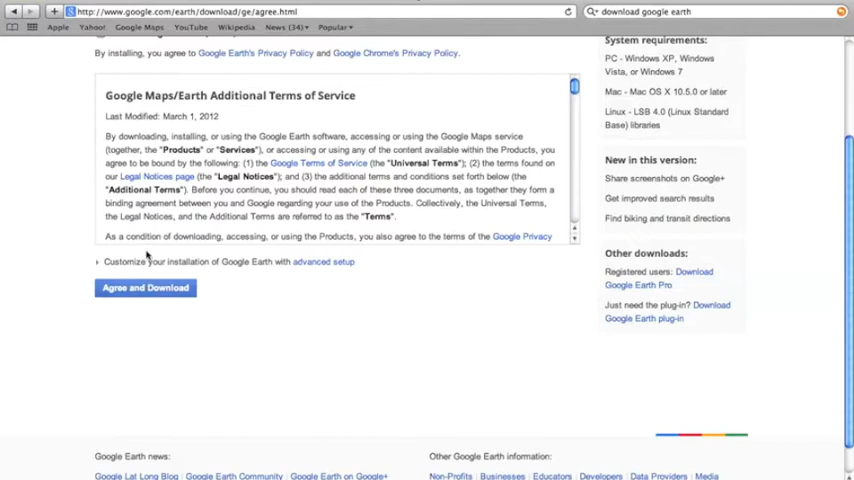 http://www.google.com/earth/download/ge/agree.html
download google earth
Apple Yahoo! Google Maps YouTube Wikipedia News (34) Popular
By installing, you agree to Google Earth's Privacy Policy and Google Chrome's Privacy Policy.
Google Maps/Earth Additional Terms of Service
Last Modified: March 1, 2012
By downloading, installing, or using the Google Earth software, accessing or using the Google Maps service
(together, the "Products" or "Services"), or accessing or using any of the content available within the Products, you
agree to be bound by the following: (1) the Google Terms of Service (the "Universal Terms"); (2) the terms found on
our Legal Notices page (the "Legal Notices"); and (3) the additional terms and conditions set forth below (the
"Additional Terms"). Before you continue, you should read each of these three documents, as together they form a
binding agreement between you and Google regarding your use of the Products. Collectively, the Universal Terms,
the Legal Notices, and the Additional Terms are referred to as the "Terms".
As a condition of downloading, accessing, or using the Products, you also agree to the terms of the Google Privacy
Customize your installation of Google Earth with advanced setup
Agree and Download
System requirements:
PC - Windows XP, Windows
Vista, or Windows 7
Mac - Mac OS X 10.5.0 or later
Linux - LSB 4.0 (Linux Standard
Base) libraries
New in this version:
Share screenshots on Google+
Get improved search results
Find biking and transit directions
Other downloads:
Registered users: Download
Google Earth Pro
Just need the plug-in? Download
Google Earth plug-in
Google Earth news:
Google Lat Long Blog | Google Earth Community | Google Earth on Google+
Other Google Earth information:
Non-Profits | Businesses | Educators | Developers | Data Providers | Media